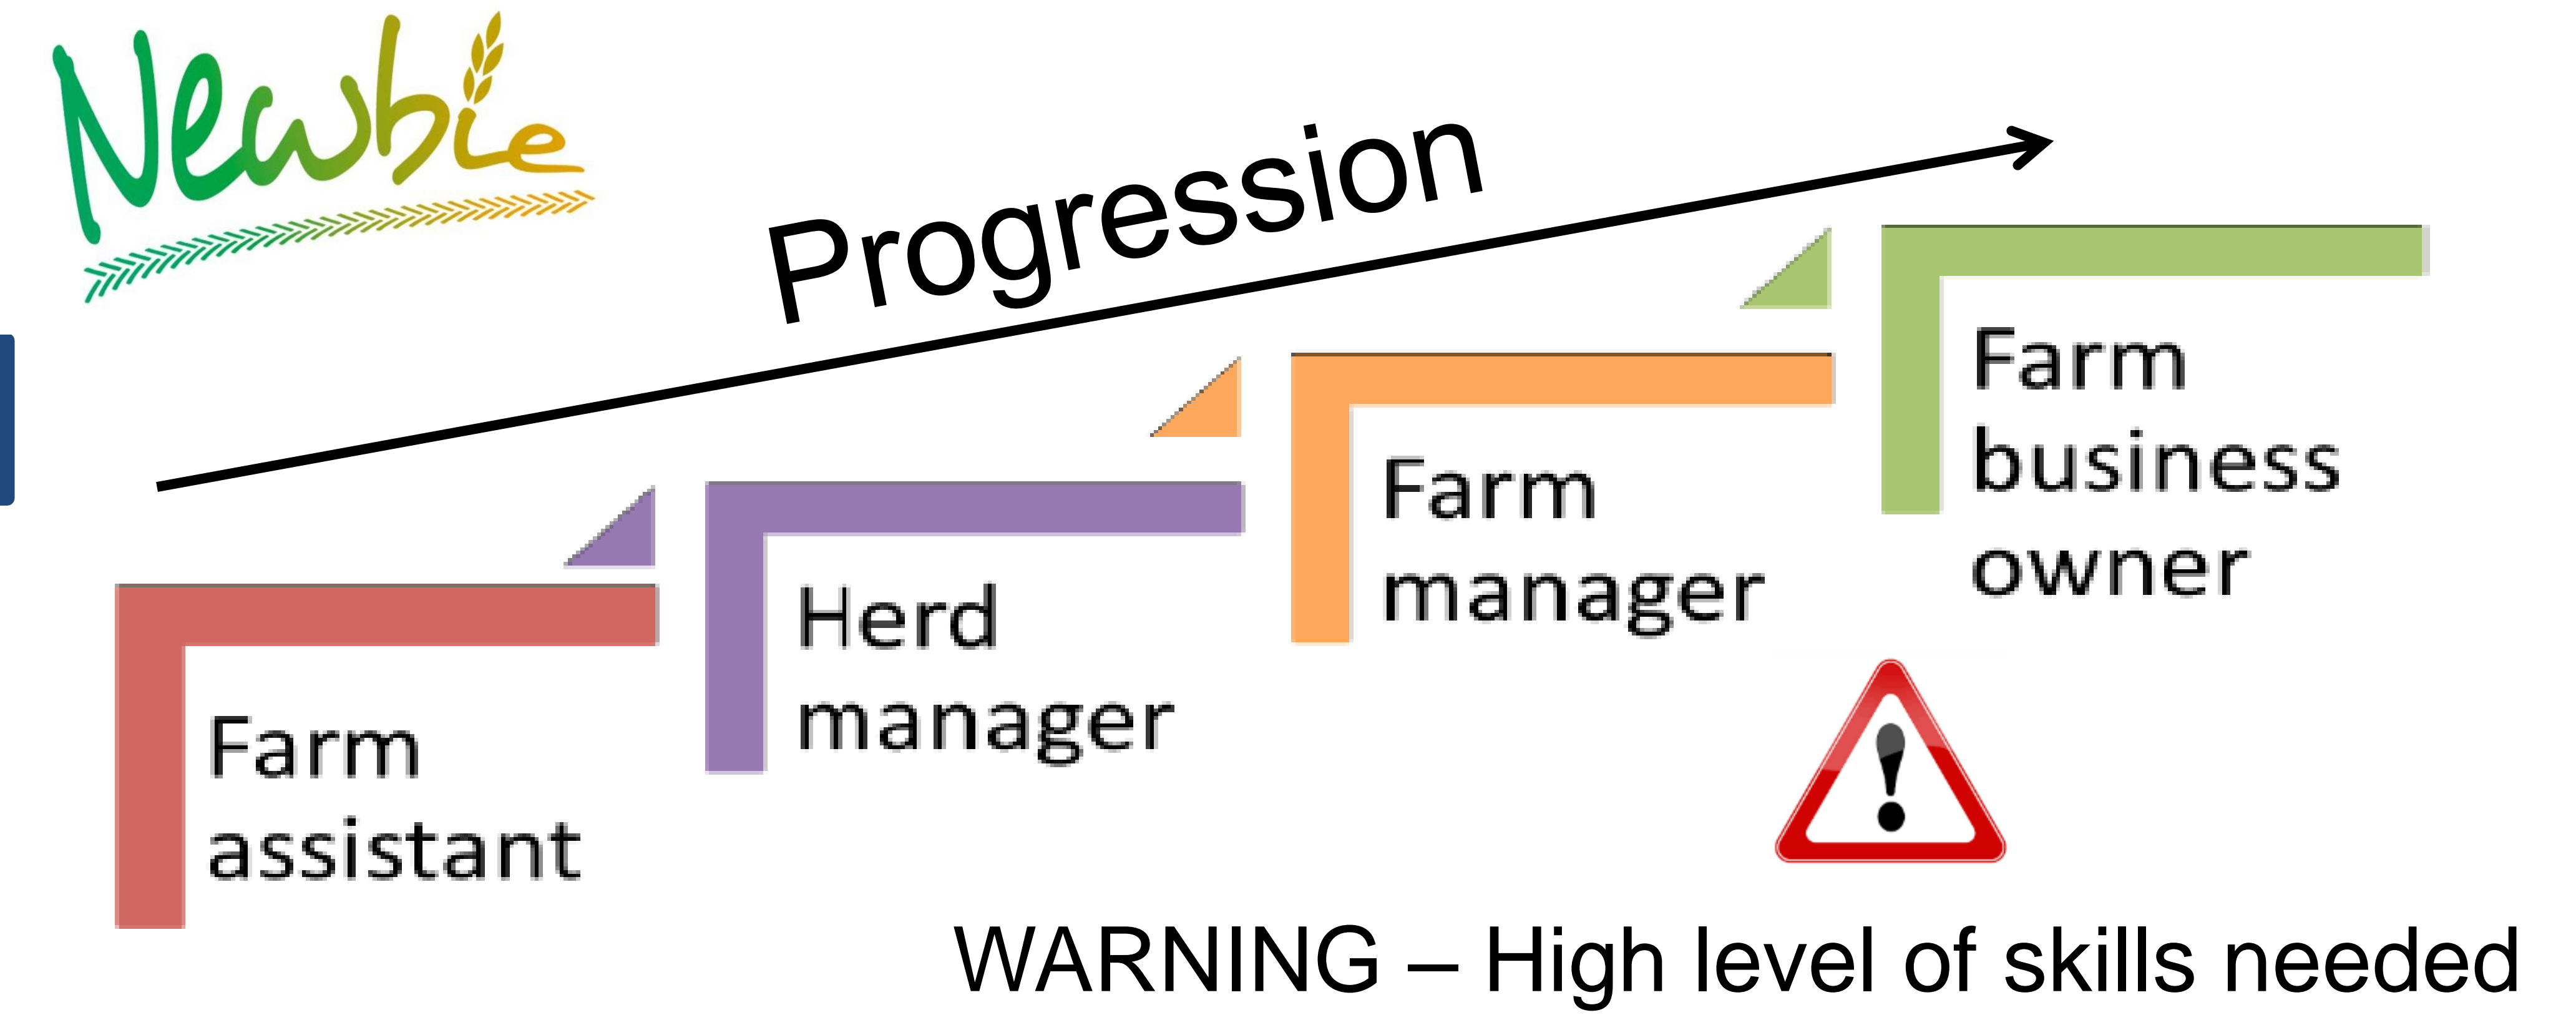 Newbie
Progression
Farm
assistant
Herd
manager
Farm
manager
Farm
business
owner
WARNING – High level of skills needed